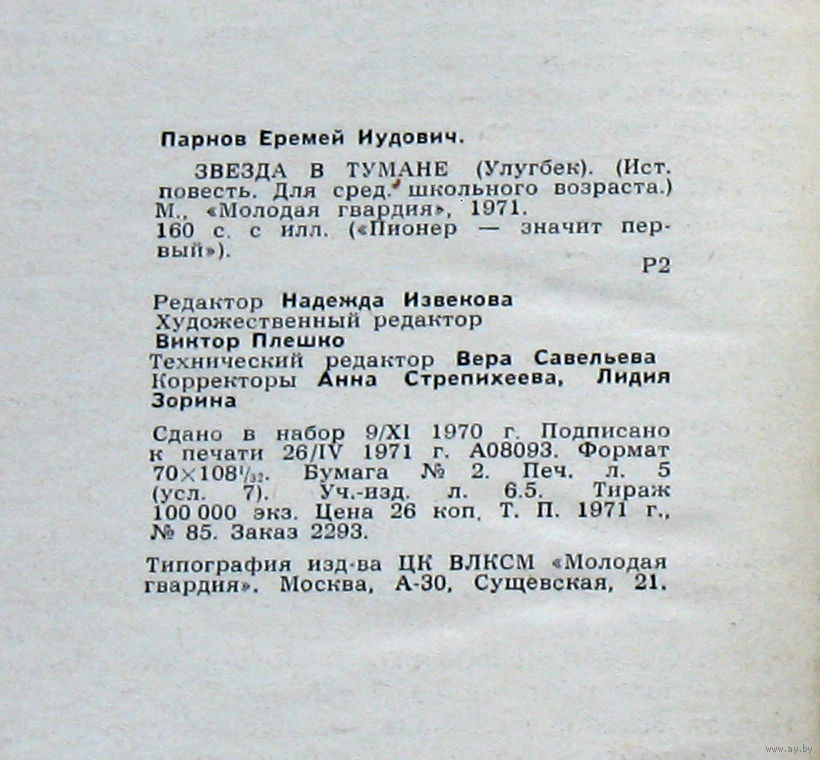 Парнов Еремей Иудович.
ЗВЕЗДА В ТУМАНЕ (Улугбек). (Ист.
повесть. Для сред. школьного возраста.)
М., «Молодая гвардия», 1971.
160 с. с илл. («Пионер — значит пер-
вый»).
Р2
Редактор Надежда Извекова
Художественный редактор
Виктор Плешко
Технический редактор Вера Савельева
Корректоры Анна Стрепихеева, Лидия
Зорина
Сдано в набор 9/XI 1970 г. Подписано
к печати 26/IV 1971 г. А08093. Формат
70×108¹/₃₂. Бумага № 2. Печ. л. 5
(усл. 7). Уч.-изд. л. 6.5. Тираж
100 000 экз. Цена 26 коп. Т. П. 1971 г.,
№ 85. Заказ 2293.
Типография изд-ва ЦК ВЛКСМ «Молодая
гвардия». Москва, А-30, Сущевская, 21.
www.ay.by